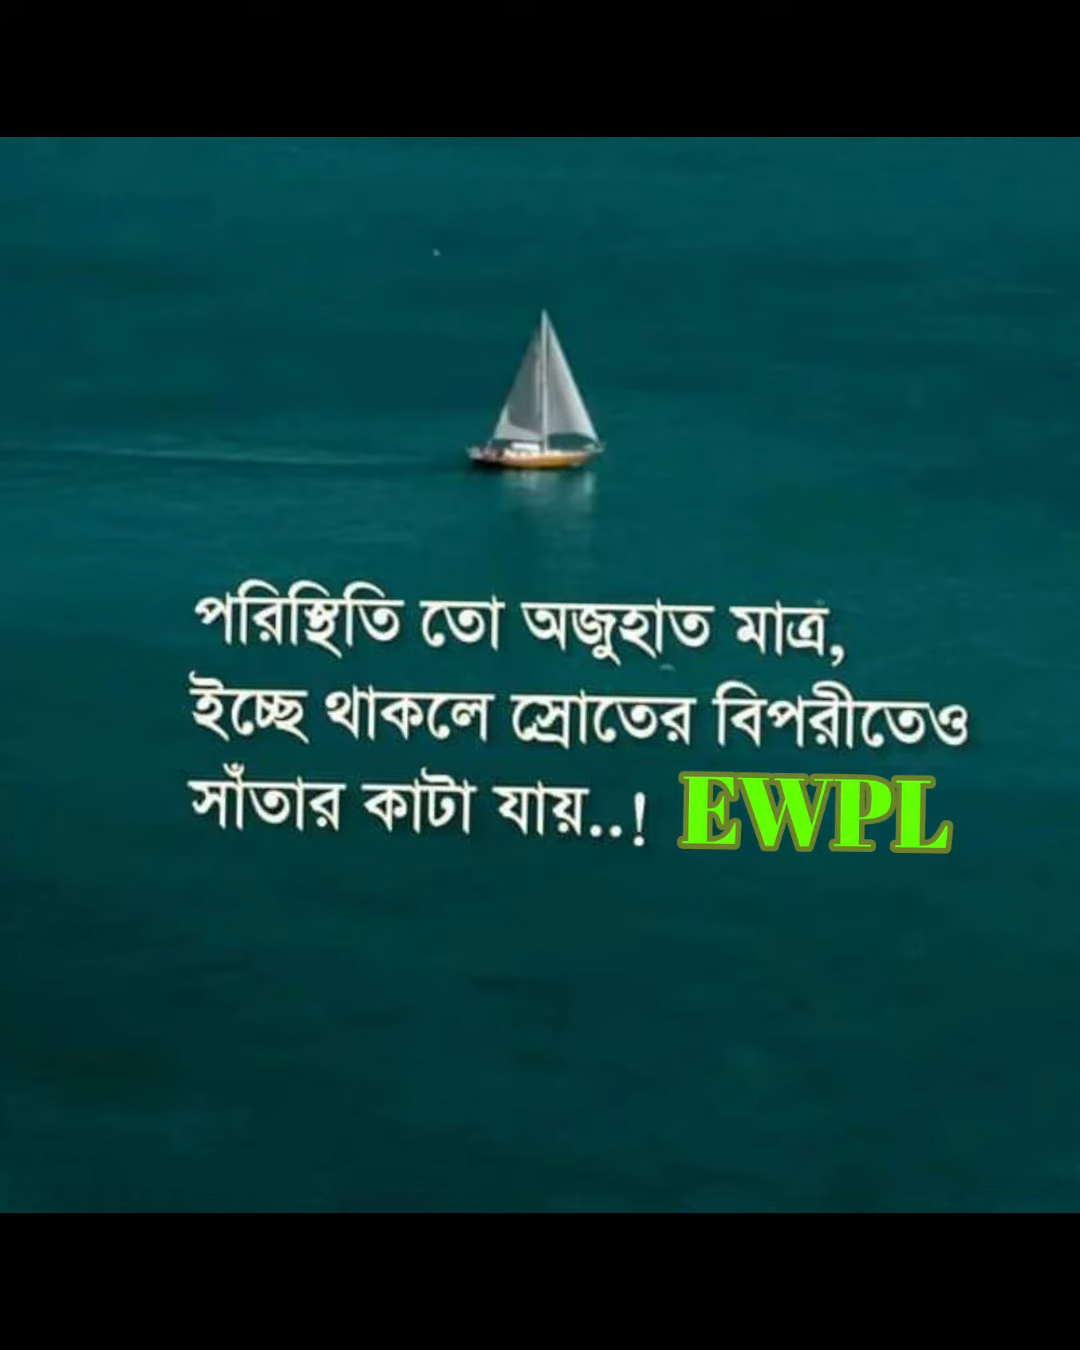 পরিস্থিতি তো অজুহাত মাত্র,
ইচ্ছে থাকলে স্রোতের বিপরীতেও
সাঁতার কাটা যায়..! EWPL